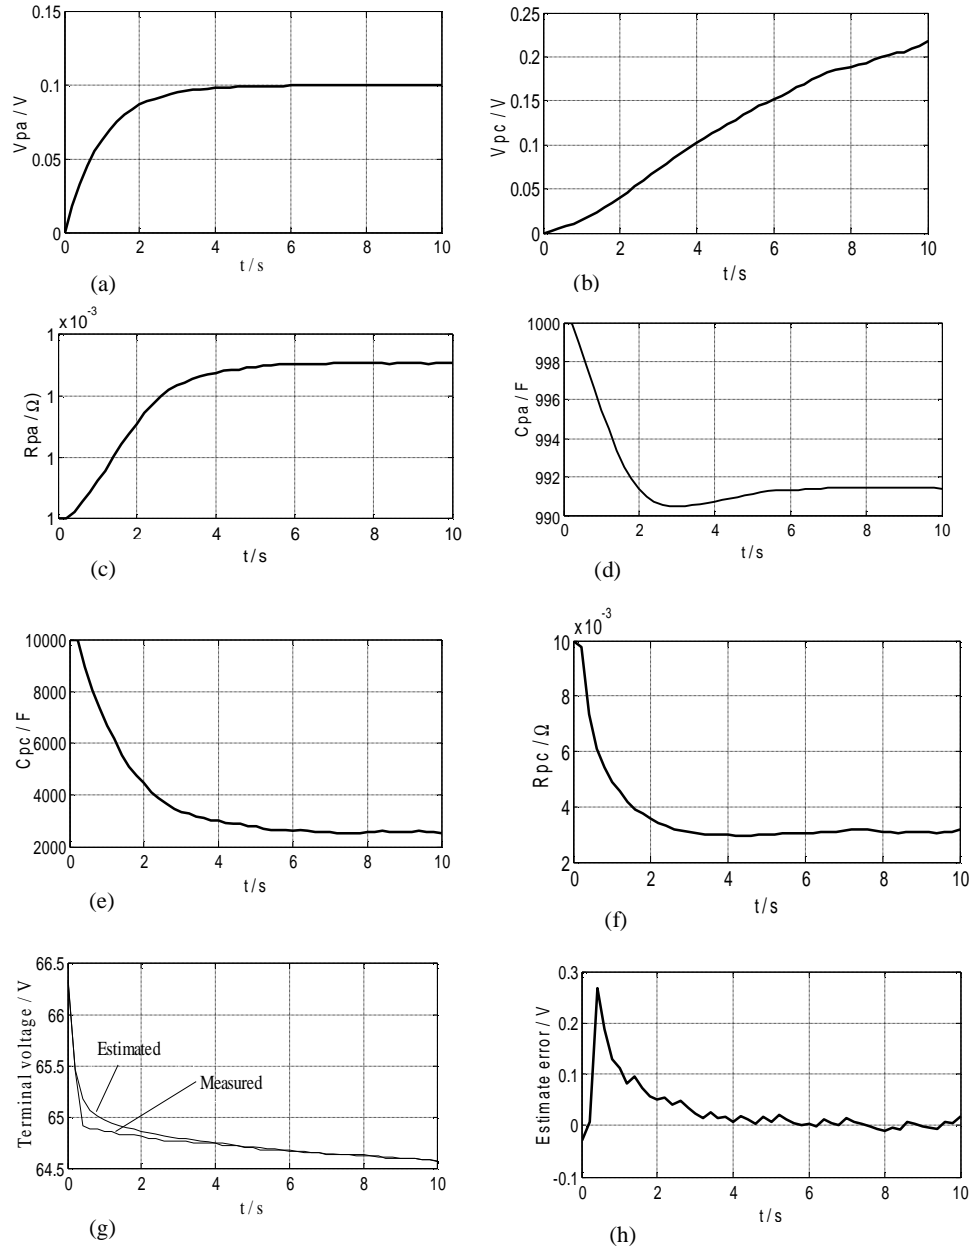 0.15
0.1
0.05
0
Vpa / V
0 2 4 6 8 10
t / s
(a)
0.25
0.2
0.15
0.1
0.05
0
Vpc / V
0 2 4 6 8 10
t / s
(b)
x10-3
1
1
1
1
Rpa / Ω)
0 2 4 6 8 10
t / s
(c)
1000
998
996
994
992
990
Cpa / F
0 2 4 6 8 10
t / s
(d)
10000
8000
6000
4000
2000
Cpc / F
0 2 4 6 8 10
t / s
(e)
x10-3
10
8
6
4
2
Rpc / Ω
0 2 4 6 8 10
t / s
(f)
66.5
66
65.5
65
64.5
Terminal voltage / V
Estimated
Measured
0 2 4 6 8 10
t / s
(g)
0.3
0.2
0.1
0
-0.1
Estimate error / V
0 2 4 6 8 10
t / s
(h)